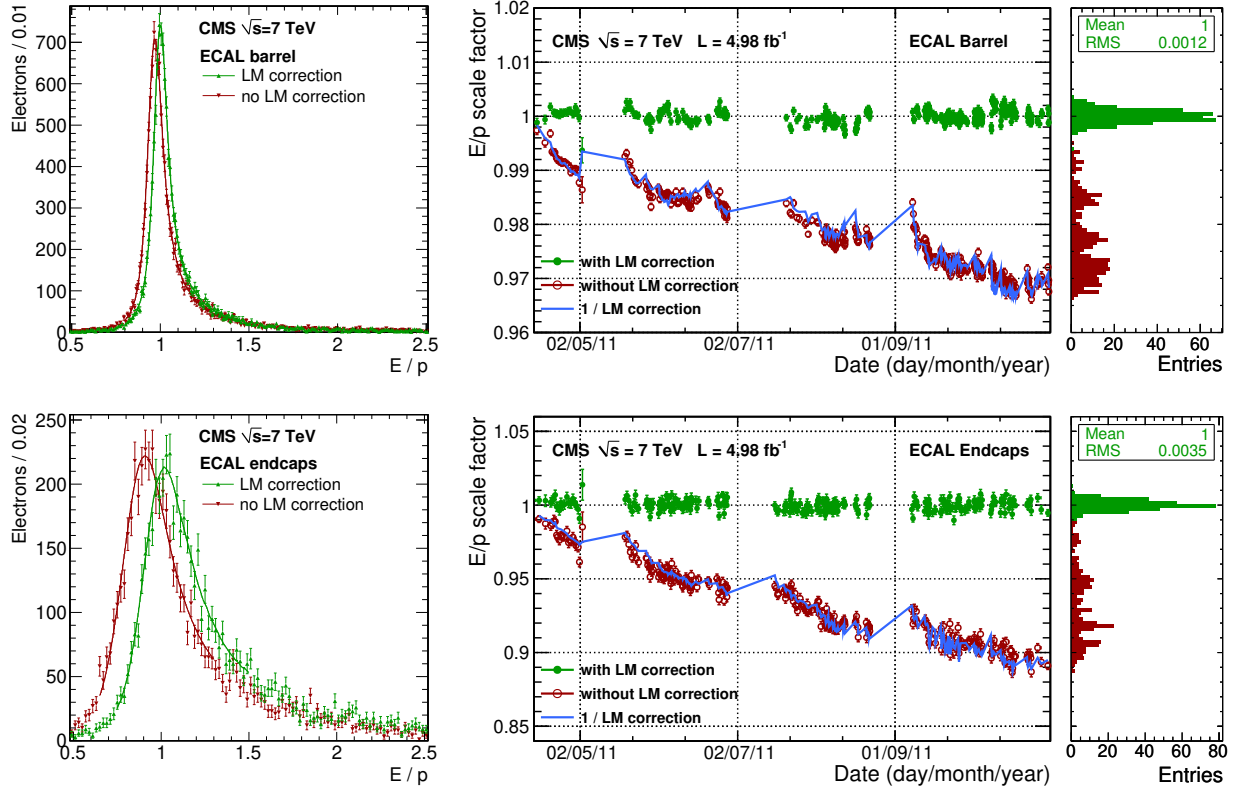 Electrons / 0.01
700
600
500
400
300
200
100
0
CMS √s=7 TeV
ECAL barrel
LM correction
no LM correction
0.5 1 1.5 2 2.5
E / p
E/p scale factor
1.02
1.01
1
0.99
0.98
0.97
0.96
CMS √s = 7 TeV L = 4.98 fb⁻¹ ECAL Barrel
with LM correction
without LM correction
1 / LM correction
02/05/11 02/07/11 01/09/11
Date (day/month/year)
Mean 1
RMS 0.0012
0 20 40 60
Entries
Electrons / 0.02
250
200
150
100
50
0
CMS √s=7 TeV
ECAL endcaps
LM correction
no LM correction
0.5 1 1.5 2 2.5
E / p
E/p scale factor
1.05
1
0.95
0.9
0.85
CMS √s = 7 TeV L = 4.98 fb⁻¹ ECAL Endcaps
with LM correction
without LM correction
1 / LM correction
02/05/11 02/07/11 01/09/11
Date (day/month/year)
Mean 1
RMS 0.0035
0 10 20 30 40 50 60 70 80
Entries